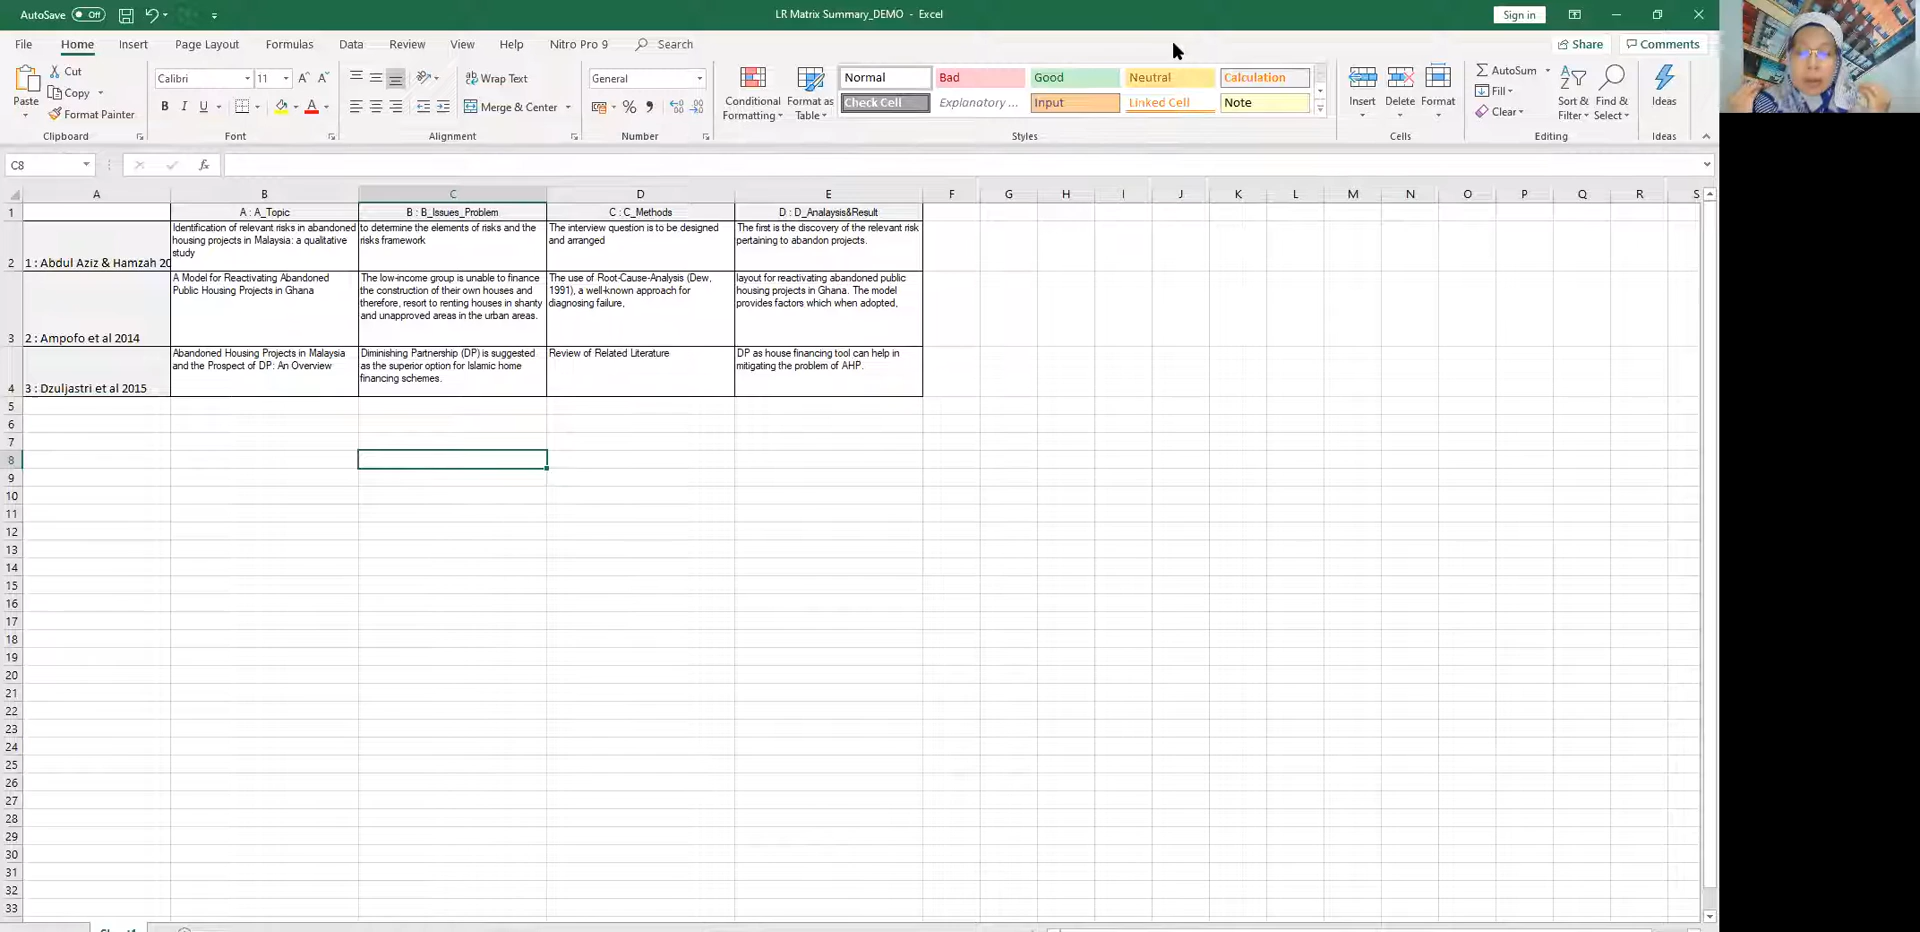 AutoSave Off LR Matrix Summary_DEMO - Excel Sign in
File Home Insert Page Layout Formulas Data Review View Help Nitro Pro 9 Search Share Comments
Paste
Cut
Copy
Format Painter
Clipboard
Calibri 11
B I U
Font
Wrap Text
Merge & Center
Alignment
General
Number
Conditional
Formatting
Format as
Table
Normal Bad Good Neutral Calculation
Check Cell Explanatory ... Input Linked Cell Note
Styles
Insert Delete Format
Cells
AutoSum
Fill
Clear
Sort &
Filter
Find &
Select
Editing
Ideas
Ideas
C8 fx
A B C D E F G H I J K L M N O P Q R S
1 A : A_Topic B : B_Issues_Problem C : C_Methods D : D_Analaysis&Result
2 1 : Abdul Aziz & Hamzah 20
Identification of relevant risks in abandoned
housing projects in Malaysia: a qualitative
study
to determine the elements of risks and the
risks framework
The interview question is to be designed
and arranged
The first is the discovery of the relevant risk
pertaining to abandon projects.
3 2 : Ampofo et al 2014
A Model for Reactivating Abandoned
Public Housing Projects in Ghana
The low-income group is unable to finance
the construction of their own houses and
therefore, resort to renting houses in shanty
and unapproved areas in the urban areas.
The use of Root-Cause-Analysis (Dew,
1991), a well-known approach for
diagnosing failure,
layout for reactivating abandoned public
housing projects in Ghana. The model
provides factors which when adopted,
4 3 : Dzuljastri et al 2015
Abandoned Housing Projects in Malaysia
and the Prospect of DP: An Overview
Diminishing Partnership (DP) is suggested
as the superior option for Islamic home
financing schemes.
Review of Related Literature
DP as house financing tool can help in
mitigating the problem of AHP.
5
6
7
8
9
10
11
12
13
14
15
16
17
18
19
20
21
22
23
24
25
26
27
28
29
30
31
32
33
Sheet1